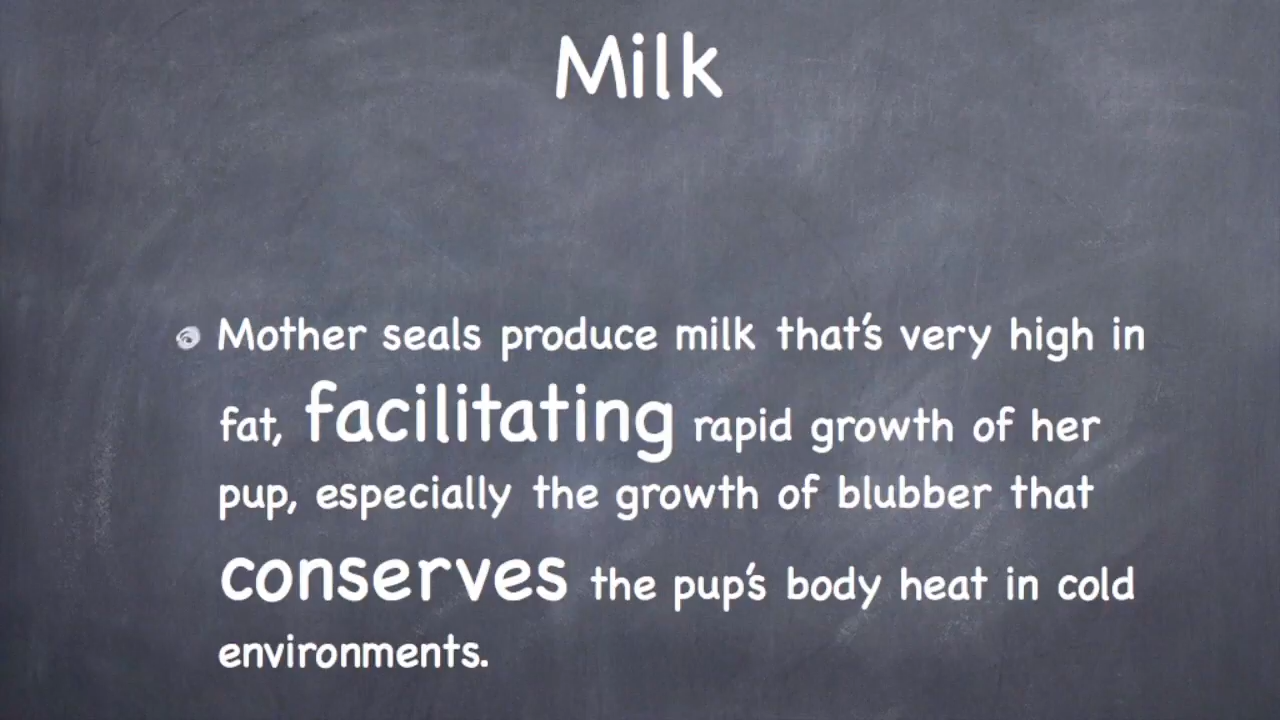 Milk
Mother seals produce milk that's very high in
fat, facilitating rapid growth of her
pup, especially the growth of blubber that
conserves the pup's body heat in cold
environments.